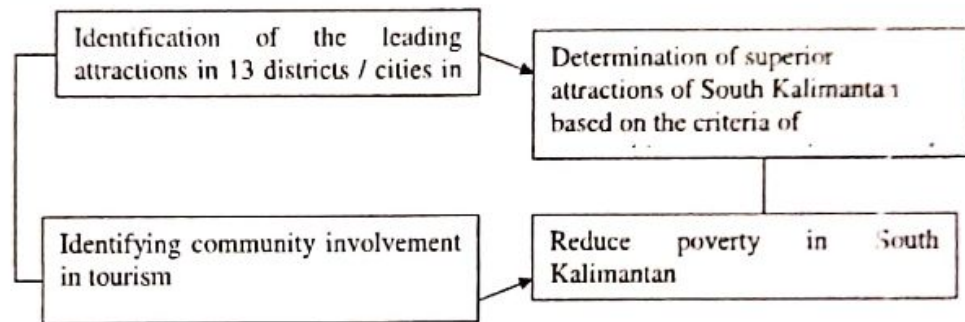 Identification of the leading
attractions in 13 districts / cities in
Determination of superior
attractions of South Kalimantan
based on the criteria of
Identifying community involvement
in tourism
Reduce poverty in South
Kalimantan